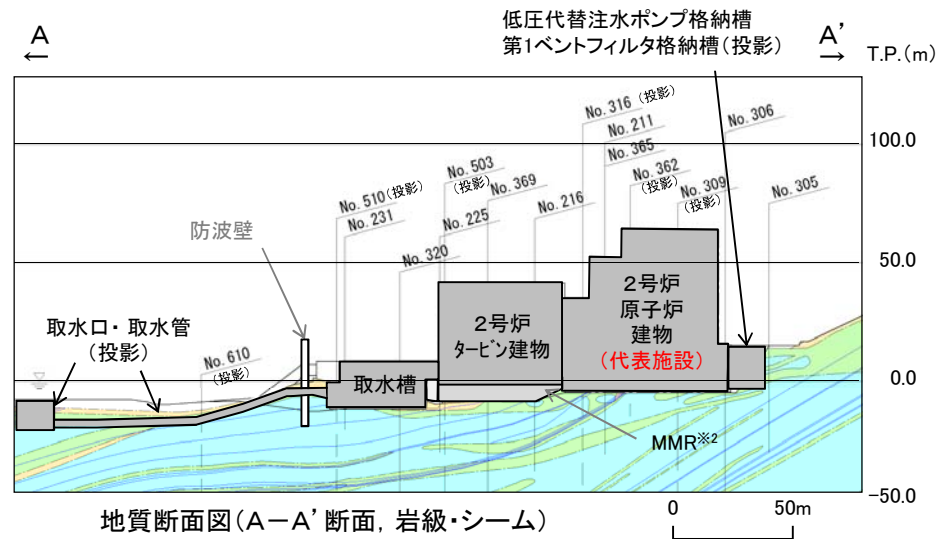 低圧代替注水ポンプ格納槽
第1ベントフィルタ格納槽(投影)
A
←
A’
→
T.P.(m)
No. 316 (投影)
No. 211
No. 306
No. 365
100.0
No. 503
(投影)
No. 362
(投影)
No. 510(投影)
No. 369
No. 309
(投影)
No. 305
No. 231
No. 225
No. 216
防波壁
No. 320
50.0
2号炉
原子炉
建物
(代表施設)
2号炉
タービン建物
取水口・取水管
(投影)
No. 610
(投影)
取水槽
0.0
MMR※2
-50.0
地質断面図(A-A’断面, 岩級・シーム)
0 50m